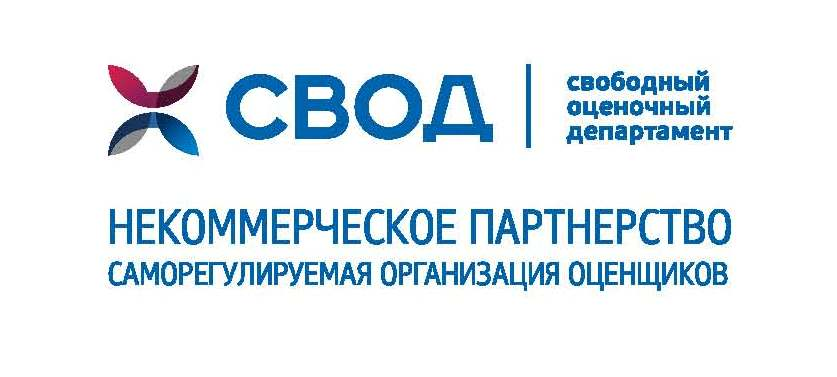 СВОД
свободный
оценочный
департамент
НЕКОММЕРЧЕСКОЕ ПАРТНЕРСТВО
САМОРЕГУЛИРУЕМАЯ ОРГАНИЗАЦИЯ ОЦЕНЩИКОВ